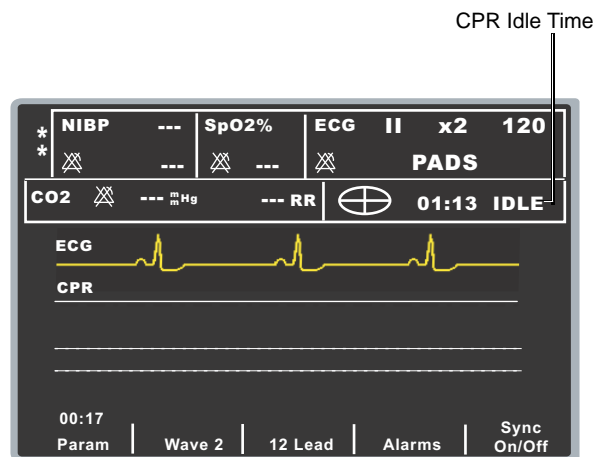 CPR Idle Time
* NIBP --- SpO2% ECG II x2 120
* --- --- PADS
CO2 --- mmHg --- RR 01:13 IDLE
ECG
CPR
00:17
Param Wave 2 12 Lead Alarms Sync On/Off